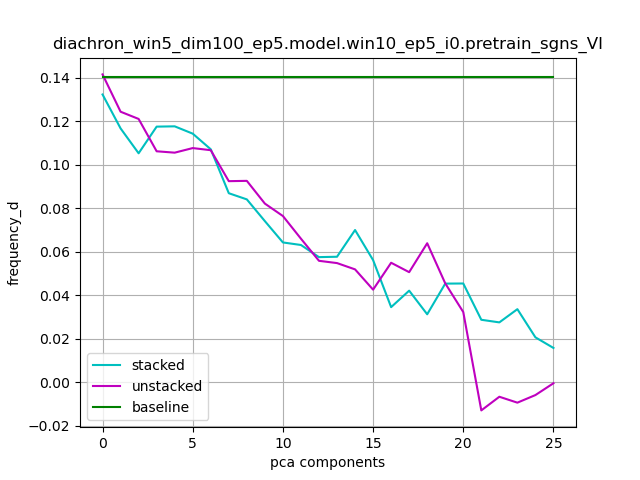 diachron_win5_dim100_ep5.model.win10_ep5_i0.pretrain_sgns_VI
0.14
0.12
0.10
0.08
0.06
0.04
0.02
0.00
−0.02
frequency_d
stacked
unstacked
baseline
0 5 10 15 20 25
pca components